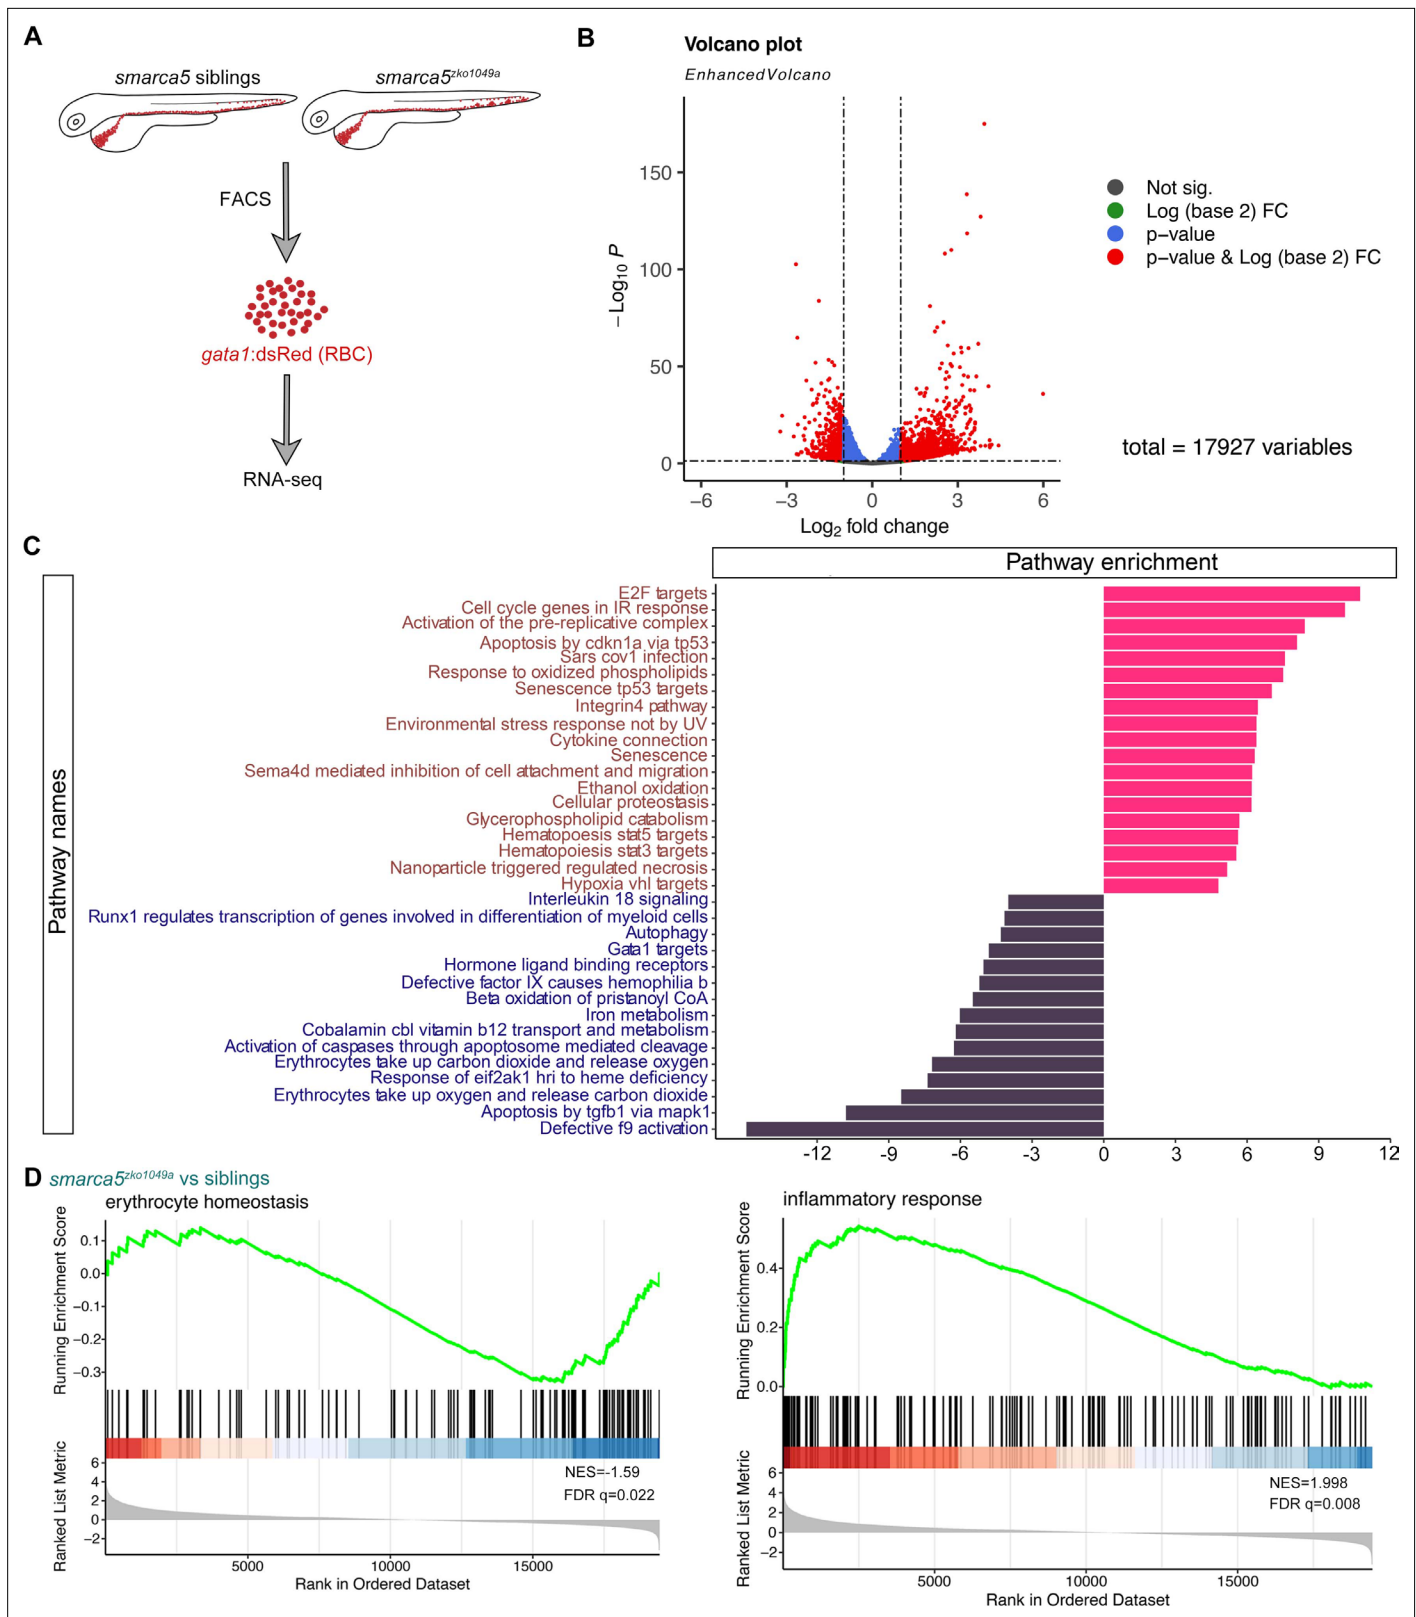 A
smarca5 siblings
smarca5zko1049a
FACS
gata1:dsRed (RBC)
RNA-seq
B
Volcano plot
EnhancedVolcano
−Log10 P
150
100
50
0
−6
−3
0
3
6
Log2 fold change
Not sig.
Log (base 2) FC
p−value
p−value & Log (base 2) FC
total = 17927 variables
C
Pathway enrichment
Pathway names
E2F targets
Cell cycle genes in IR response
Activation of the pre-replicative complex
Apoptosis by cdkn1a via tp53
Sars cov1 infection
Response to oxidized phospholipids
Senescence tp53 targets
Integrin4 pathway
Environmental stress response not by UV
Cytokine connection
Senescence
Sema4d mediated inhibition of cell attachment and migration
Ethanol oxidation
Cellular proteostasis
Glycerophospholipid catabolism
Hematopoesis stat5 targets
Hematopoiesis stat3 targets
Nanoparticle triggered regulated necrosis
Hypoxia vhl targets
Interleukin 18 signaling
Runx1 regulates transcription of genes involved in differentiation of myeloid cells
Autophagy
Gata1 targets
Hormone ligand binding receptors
Defective factor IX causes hemophilia b
Beta oxidation of pristanoyl CoA
Iron metabolism
Cobalamin cbl vitamin b12 transport and metabolism
Activation of caspases through apoptosome mediated cleavage
Erythrocytes take up carbon dioxide and release oxygen
Response of eif2ak1 hri to heme deficiency
Erythrocytes take up oxygen and release carbon dioxide
Apoptosis by tgfb1 via mapk1
Defective f9 activation
-12
-9
-6
-3
0
3
6
9
12
D
smarca5zko1049a vs siblings
erythrocyte homeostasis
Running Enrichment Score
0.1
0.0
−0.1
−0.2
−0.3
Ranked List Metric
6
4
2
0
−2
NES=-1.59
FDR q=0.022
5000
10000
15000
Rank in Ordered Dataset
inflammatory response
Running Enrichment Score
0.4
0.2
0.0
Ranked List Metric
6
4
2
0
−2
NES=1.998
FDR q=0.008
5000
10000
15000
Rank in Ordered Dataset